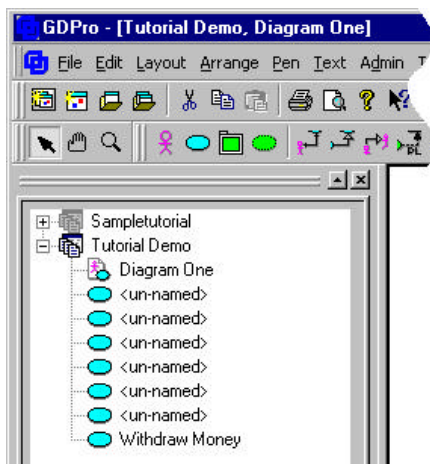 GDPro - [Tutorial Demo, Diagram One]
File Edit Layout Arrange Pen Text Admin T
Sampletutorial
Tutorial Demo
Diagram One
<un-named>
<un-named>
<un-named>
<un-named>
<un-named>
<un-named>
Withdraw Money